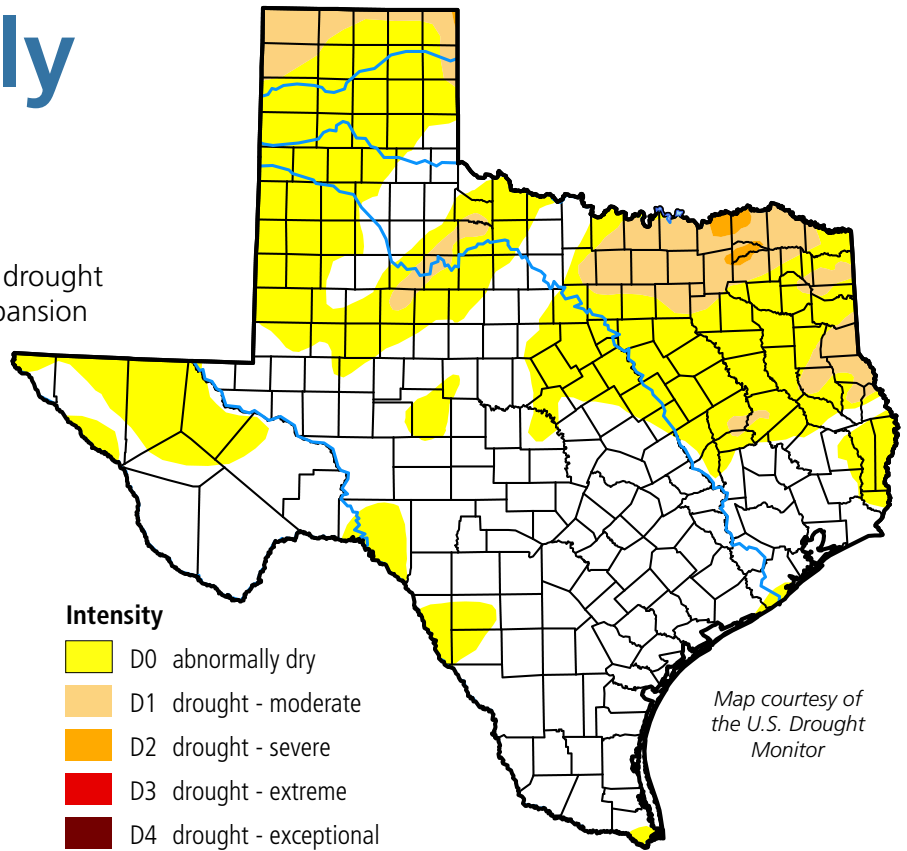 ly
drought
pansion
Intensity
D0 abnormally dry
D1 drought - moderate
D2 drought - severe
D3 drought - extreme
D4 drought - exceptional
Map courtesy of
the U.S. Drought
Monitor